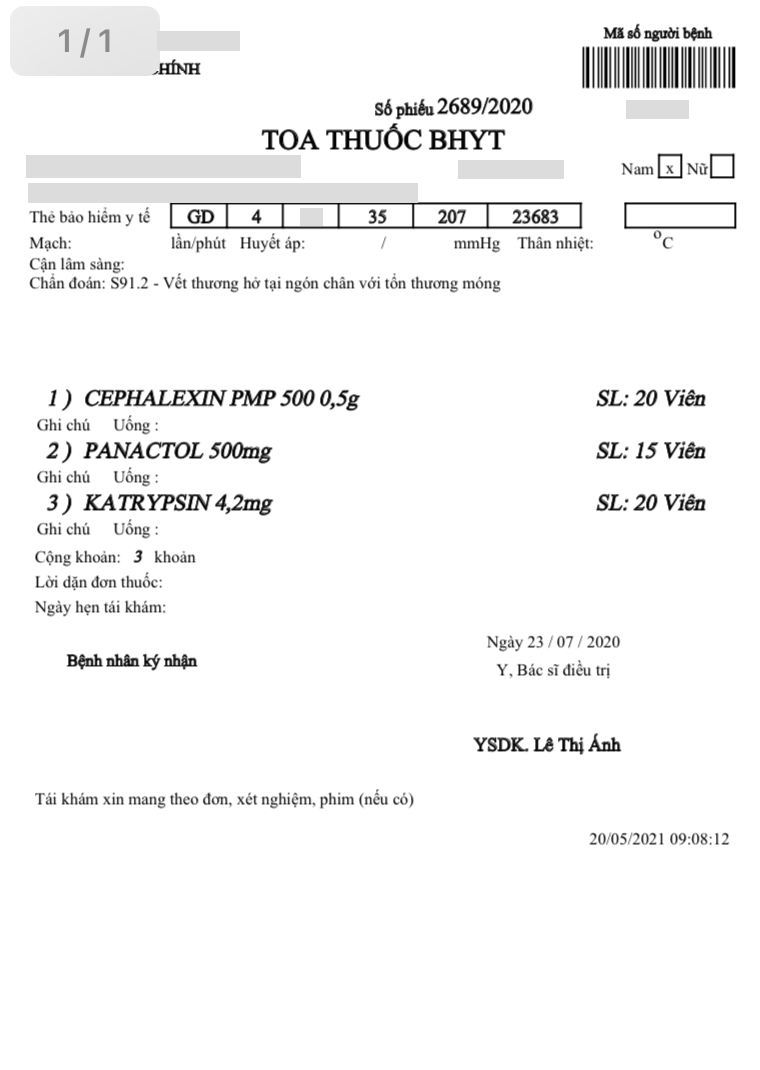 1/1
Mã số người bệnh
CHÍNH
Số phiếu 2689/2020
TOA THUỐC BHYT
Nam x Nữ
Thẻ bảo hiểm y tế GD 4 35 207 23683
Mạch: lần/phút Huyết áp: / mmHg Thân nhiệt: °C
Cận lâm sàng:
Chẩn đoán: S91.2 - Vết thương hở tại ngón chân với tổn thương móng
1 ) CEPHALEXIN PMP 500 0,5g SL: 20 Viên
Ghi chú Uống :
2 ) PANACTOL 500mg SL: 15 Viên
Ghi chú Uống :
3 ) KATRYPSIN 4,2mg SL: 20 Viên
Ghi chú Uống :
Cộng khoản: 3 khoản
Lời dặn đơn thuốc:
Ngày hẹn tái khám:
Ngày 23 / 07 / 2020
Bệnh nhân ký nhận
Y, Bác sĩ điều trị
YSDK. Lê Thị Ánh
Tái khám xin mang theo đơn, xét nghiệm, phim (nếu có)
20/05/2021 09:08:12